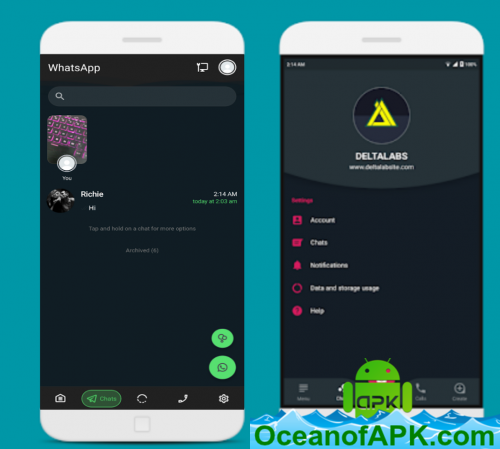 WhatsApp
You
Richie
2:14 AM
Hi
today at 2:03 am
Tap and hold on a chat for more options
Archived (6)
Chats
2:14 AM
100%
DELTALABS
www.deltalabsite.com
Settings
Account
Chats
Notifications
Data and storage usage
Help
Menu
Calls
Create
apk
OceanofAPK.com